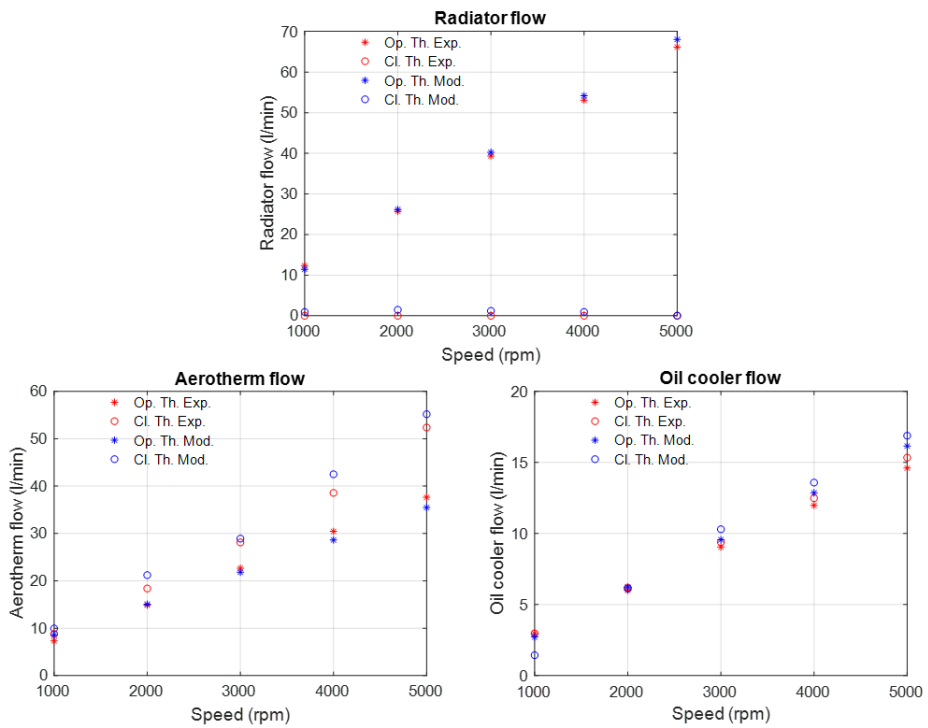 Radiator flow
70
60
50
40
30
20
10
0
Radiator flow (l/min)
Op. Th. Exp.
Cl. Th. Exp.
Op. Th. Mod.
Cl. Th. Mod.
1000 2000 3000 4000 5000
Speed (rpm)
Aerotherm flow
60
50
40
30
20
10
0
Aerotherm flow (l/min)
Op. Th. Exp.
Cl. Th. Exp.
Op. Th. Mod.
Cl. Th. Mod.
1000 2000 3000 4000 5000
Speed (rpm)
Oil cooler flow
20
15
10
5
0
Oil cooler flow (l/min)
Op. Th. Exp.
Cl. Th. Exp.
Op. Th. Mod.
Cl. Th. Mod.
1000 2000 3000 4000 5000
Speed (rpm)